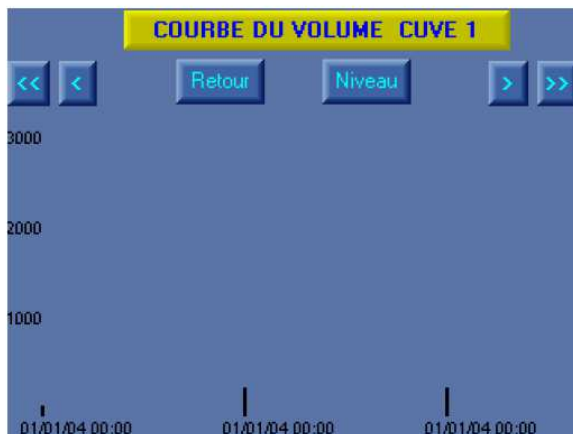 COURBE DU VOLUME CUVE 1
<< < Retour Niveau > >>
3000
2000
1000
01/01/04 00:00 01/01/04 00:00 01/01/04 00:00